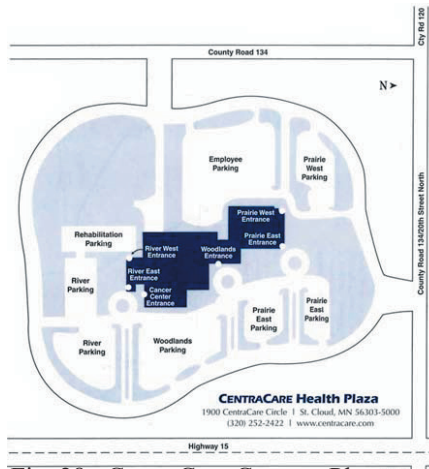 Cty Rd 120
County Road 134
N
Employee
Parking
Prairie
West
Parking
Prairie West
Entrance
Rehabilitation
Parking
River West
Entrance
Woodlands
Entrance
Prairie East
Entrance
County Road 134/20th Street North
River
Parking
River East
Entrance
Cancer
Center
Entrance
River
Parking
Woodlands
Parking
Prairie
East
Parking
Prairie
East
Parking
CENTRACARE Health Plaza
1900 CentraCare Circle | St. Cloud, MN 56303-5000
(320) 252-2422 | www.centracare.com
Highway 15